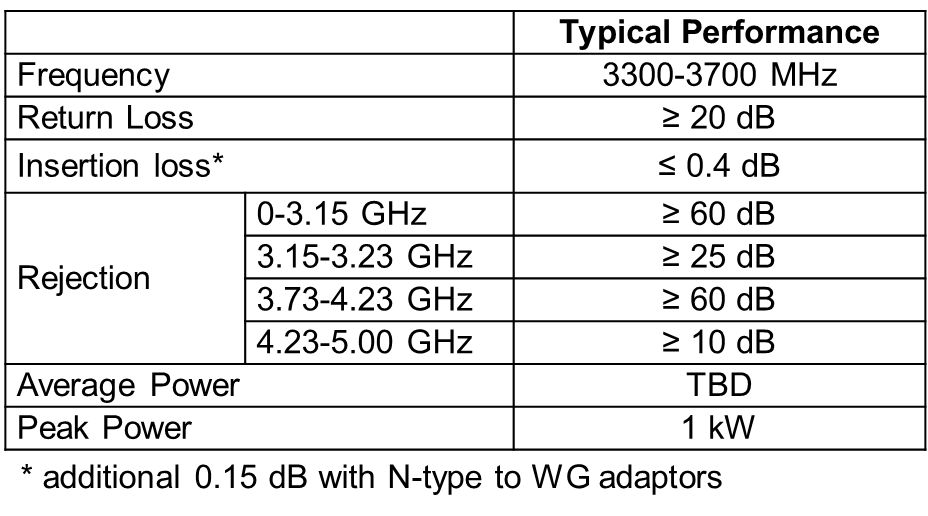 Typical Performance
Frequency 3300-3700 MHz
Return Loss ≥ 20 dB
Insertion loss* ≤ 0.4 dB
Rejection
0-3.15 GHz ≥ 60 dB
3.15-3.23 GHz ≥ 25 dB
3.73-4.23 GHz ≥ 60 dB
4.23-5.00 GHz ≥ 10 dB
Average Power TBD
Peak Power 1 kW
* additional 0.15 dB with N-type to WG adaptors